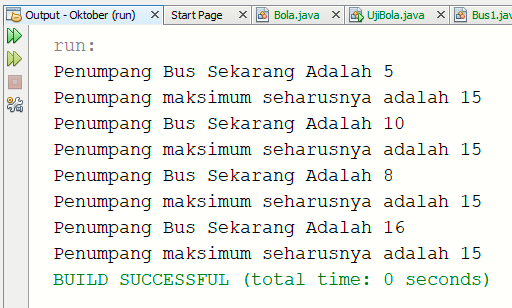 Output - Oktober (run) Start Page Bola.java UjiBola.java Bus1.jav
run:
Penumpang Bus Sekarang Adalah 5
Penumpang maksimum seharusnya adalah 15
Penumpang Bus Sekarang Adalah 10
Penumpang maksimum seharusnya adalah 15
Penumpang Bus Sekarang Adalah 8
Penumpang maksimum seharusnya adalah 15
Penumpang Bus Sekarang Adalah 16
Penumpang maksimum seharusnya adalah 15
BUILD SUCCESSFUL (total time: 0 seconds)